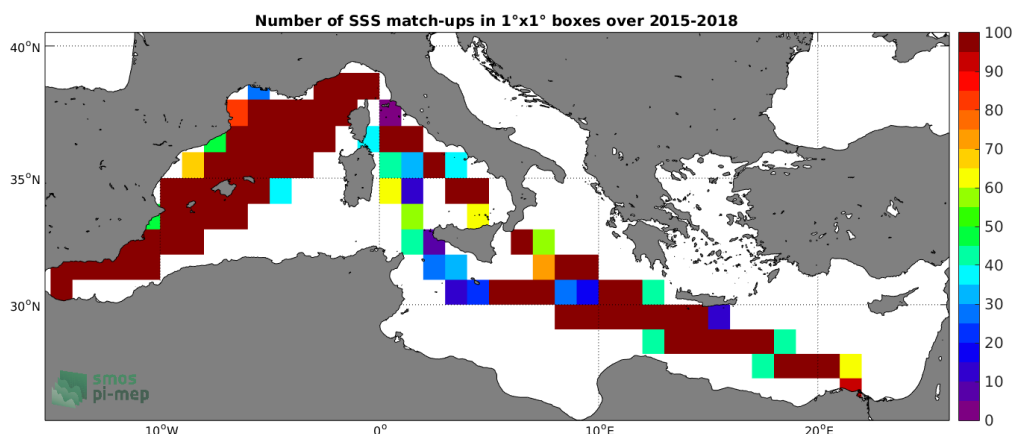 Number of SSS match-ups in 1°x1° boxes over 2015-2018
40°N
35°N
30°N
10°W
0°
10°E
20°E
100
90
80
70
60
50
40
30
20
10
0
smos
pi-mep